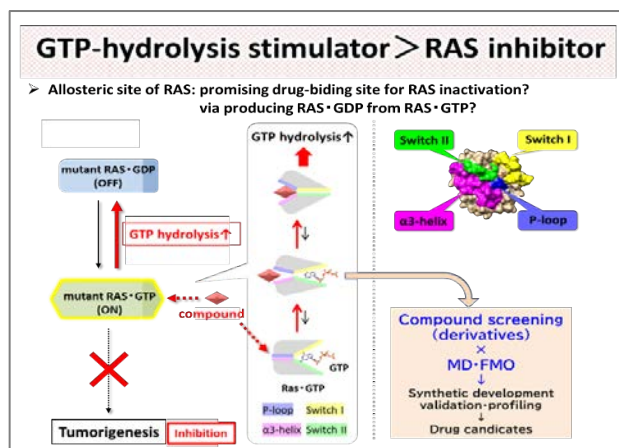 GTP-hydrolysis stimulator＞RAS inhibitor
➢ Allosteric site of RAS: promising drug-biding site for RAS inactivation?
via producing RAS・GDP from RAS・GTP?
mutant RAS・GDP
(OFF)
GTP hydrolysis↑
mutant RAS・GTP
(ON)
compound
Tumorigenesis
Inhibition
GTP hydrolysis↑
GTP
Ras・GTP
P-loop
Switch I
α3-helix
Switch II
Switch II
Switch I
α3-helix
P-loop
Compound screening
(derivatives)
×
MD・FMO
↓
Synthetic development
validation・profiling
↓
Drug candicates